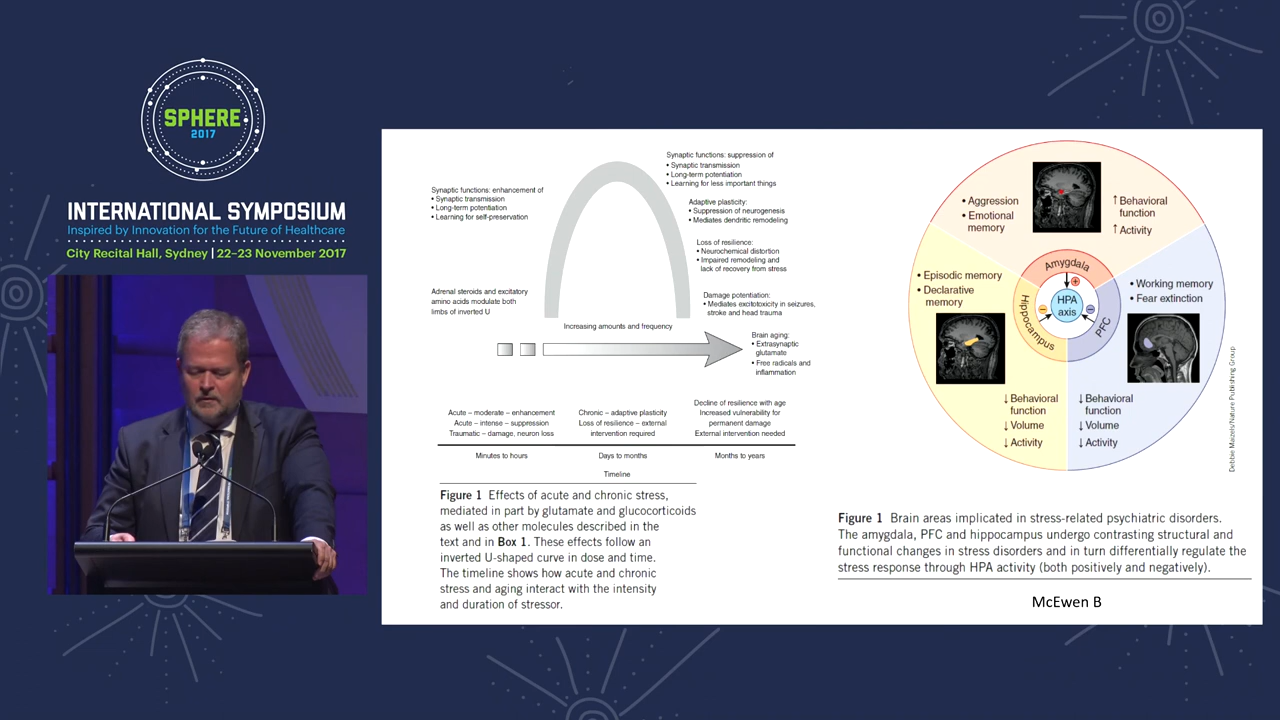 SPHERE
2017
INTERNATIONAL SYMPOSIUM
Inspired by Innovation for the Future of Healthcare
City Recital Hall, Sydney | 22–23 November 2017
Synaptic functions: enhancement of
• Synaptic transmission
• Long-term potentiation
• Learning for self-preservation
Adrenal steroids and excitatory
amino acids modulate both
limbs of inverted U
Synaptic functions: suppression of
• Synaptic transmission
• Long-term potentiation
• Learning for less important things
Adaptive plasticity:
• Suppression of neurogenesis
• Mediates dendritic remodeling
Loss of resilience:
• Neurochemical distortion
• Impaired remodeling and
lack of recovery from stress
Damage potentiation:
• Mediates excitotoxicity in seizures,
stroke and head trauma
Increasing amounts and frequency
Brain aging:
• Extrasynaptic
glutamate
• Free radicals and
inflammation
Acute – moderate – enhancement
Acute – intense – suppression
Traumatic – damage, neuron loss
Chronic – adaptive plasticity
Loss of resilience – external
intervention required
Decline of resilience with age
Increased vulnerability for
permanent damage
External intervention needed
Minutes to hours
Days to months
Months to years
Timeline
Figure 1 Effects of acute and chronic stress,
mediated in part by glutamate and glucocorticoids
as well as other molecules described in the
text and in Box 1. These effects follow an
inverted U-shaped curve in dose and time.
The timeline shows how acute and chronic
stress and aging interact with the intensity
and duration of stressor.
• Aggression
• Emotional
memory
↑ Behavioral
function
↑ Activity
• Episodic memory
• Declarative
memory
Amygdala
Hippocampus
PFC
HPA
axis
• Working memory
• Fear extinction
↓ Behavioral
function
↓ Volume
↓ Activity
↓ Behavioral
function
↓ Volume
↓ Activity
Debbie Maizels/Nature Publishing Group
Figure 1 Brain areas implicated in stress-related psychiatric disorders.
The amygdala, PFC and hippocampus undergo contrasting structural and
functional changes in stress disorders and in turn differentially regulate the
stress response through HPA activity (both positively and negatively).
McEwen B